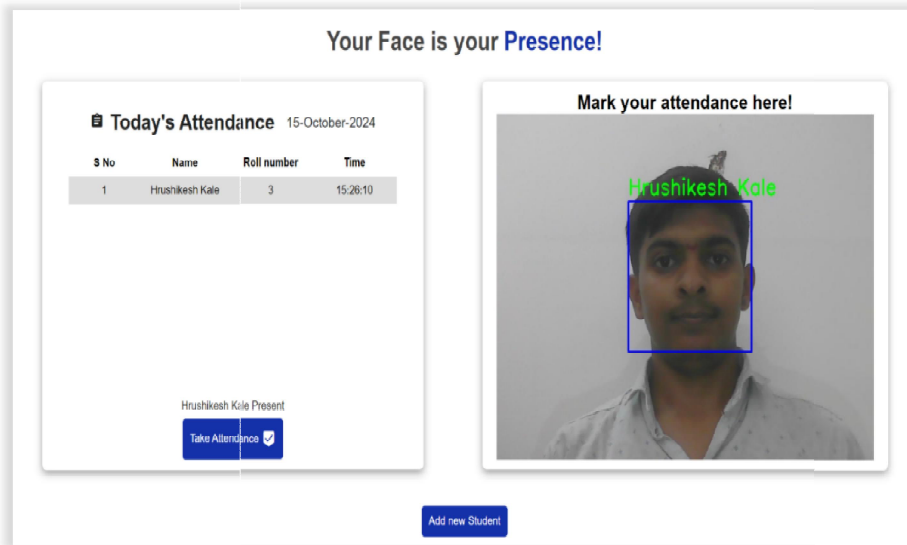 Your Face is your Presence!
Today's Attendance 15-October-2024
S No Name Roll number Time
1 Hrushikesh Kale 3 15:26:10
Hrushikesh Kale Present
Take Attendance
Mark your attendance here!
Hrushikesh Kale
Add new Student